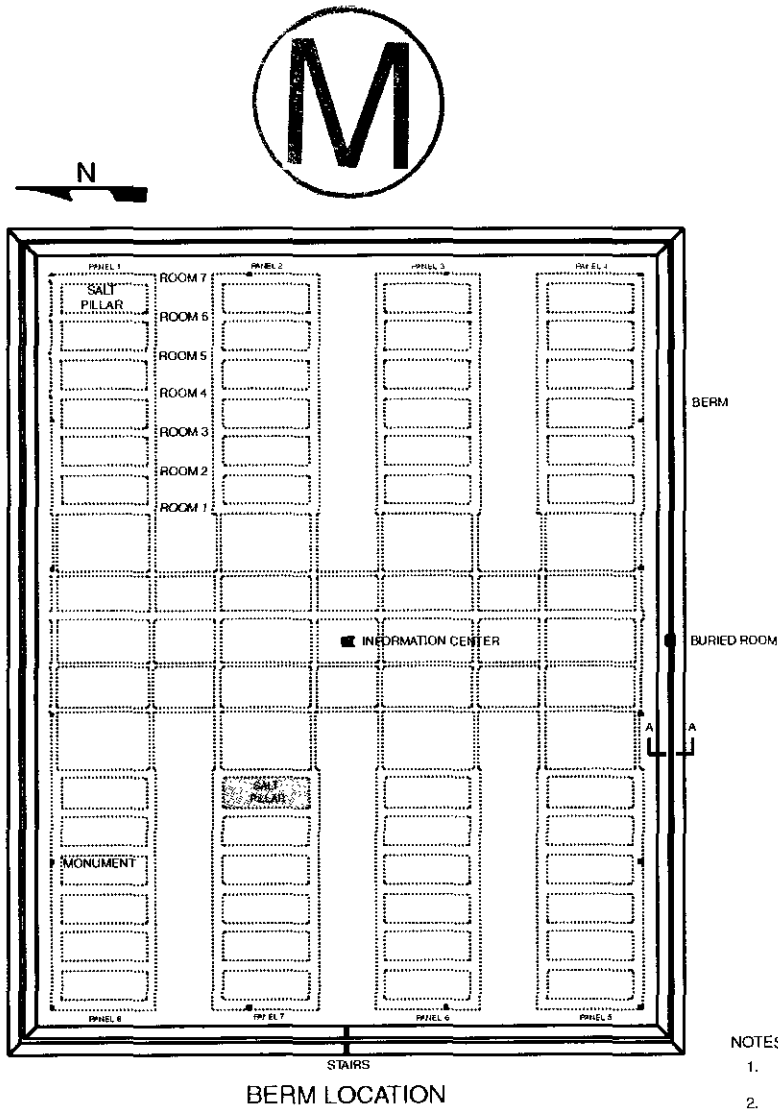 M
N
PANEL 1
PANEL 2
PANEL 3
PANEL 4
ROOM 7
SALT
PILLAR
ROOM 6
ROOM 5
ROOM 4
BERM
ROOM 3
ROOM 2
ROOM 1
INFORMATION CENTER
BURIED ROOM
A A
SALT
PILLAR
MONUMENT
PANEL 8
PANEL 7
PANEL 6
PANEL 5
NOTES
1.
STAIRS
BERM LOCATION
2.